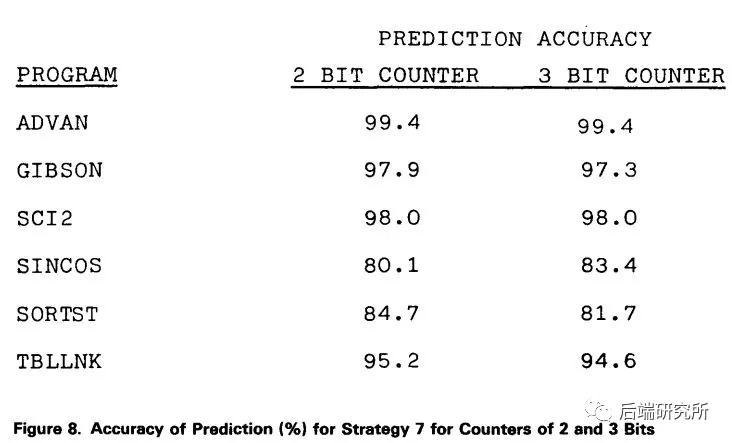 PREDICTION ACCURACY
PROGRAM 2 BIT COUNTER 3 BIT COUNTER
ADVAN 99.4 99.4
GIBSON 97.9 97.3
SCI2 98.0 98.0
SINCOS 80.1 83.4
SORTST 84.7 81.7
TBLLNK 95.2 94.6
后端研究所
Figure 8. Accuracy of Prediction (%) for Strategy 7 for Counters of 2 and 3 Bits